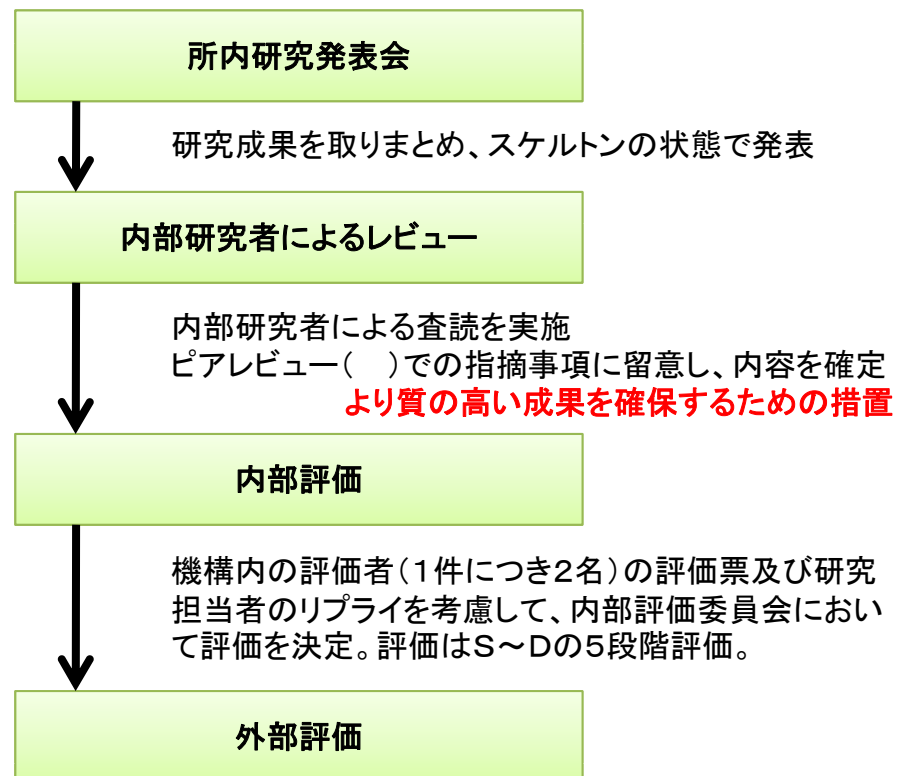 所内研究発表会
研究成果を取りまとめ、スケルトンの状態で発表
内部研究者によるレビュー
内部研究者による査読を実施
ピアレビュー(　)での指摘事項に留意し、内容を確定
より質の高い成果を確保するための措置
内部評価
機構内の評価者(1件につき2名)の評価票及び研究
担当者のリプライを考慮して、内部評価委員会におい
て評価を決定。評価はS～Dの5段階評価。
外部評価